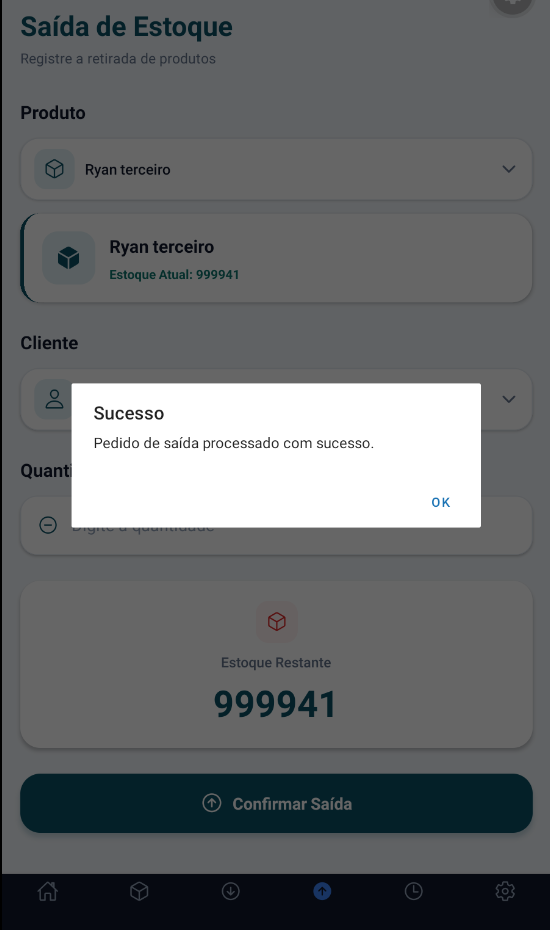 Saída de Estoque
Registre a retirada de produtos
Produto
Ryan terceiro
Ryan terceiro
Estoque Atual: 999941
Cliente
Sucesso
Pedido de saída processado com sucesso.
OK
Quanti
Digite a quantidade
Estoque Restante
999941
Confirmar Saída